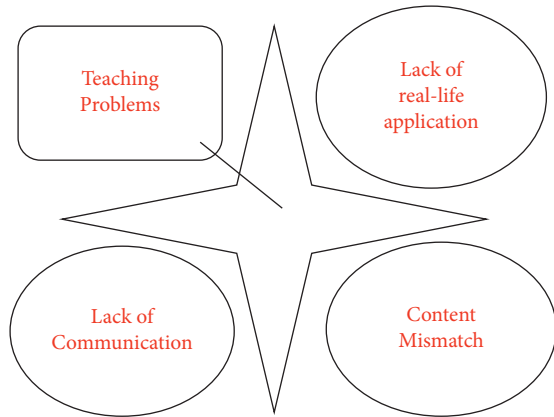 Teaching
Problems
Lack of
real-life
application
Lack of
Communication
Content
Mismatch